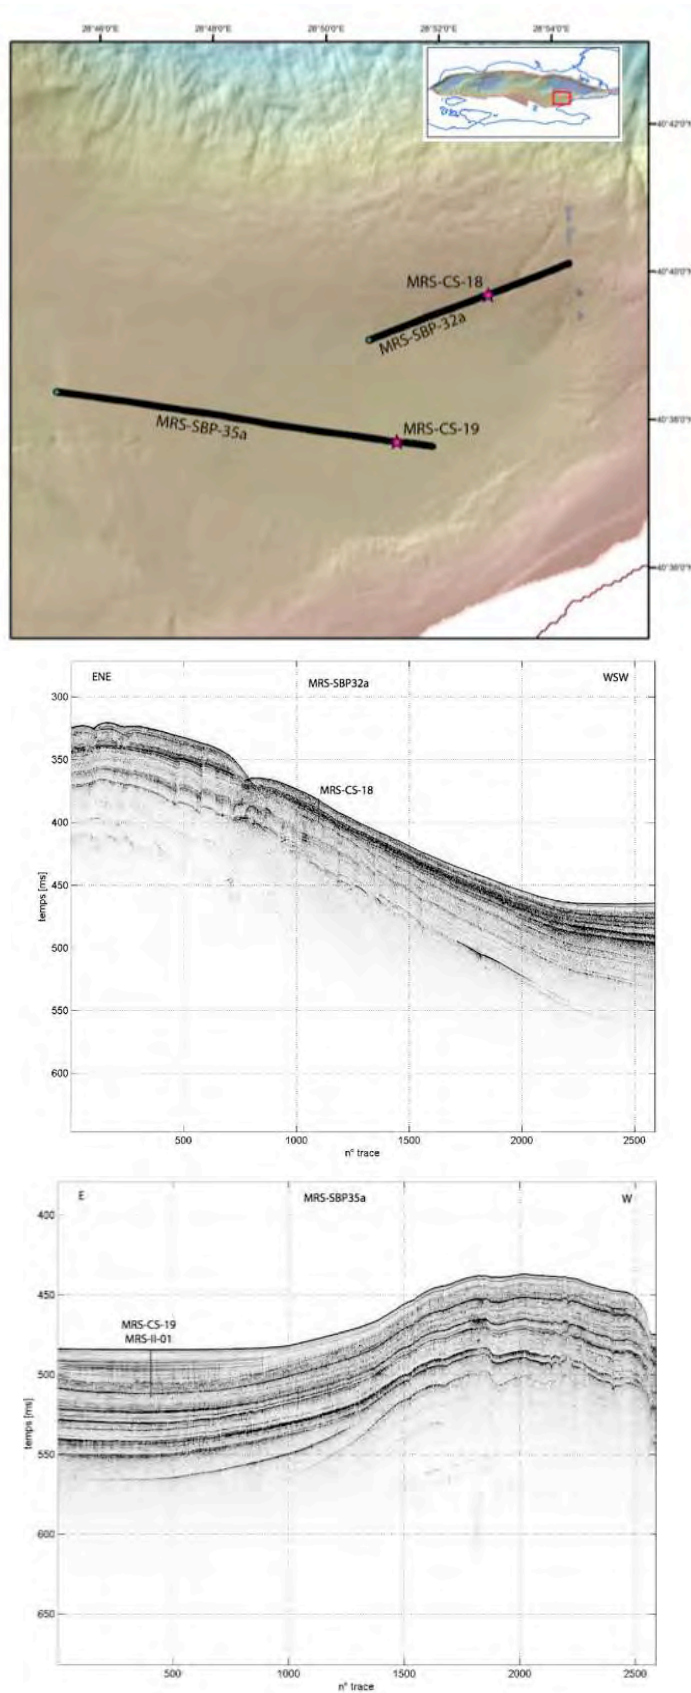 28°46'0"E 28°48'0"E 28°50'0"E 28°52'0"E 28°54'0"E
40°42'0"N
40°40'0"N
MRS-CS-18
MRS-SBP-32a
40°38'0"N
MRS-CS-19
MRS-SBP-35a
40°36'0"N
ENE MRS-SBP32a WSW
300
350
MRS-CS-18
400
450
temps [ms]
500
550
600
500 1000 1500 2000 2500
n° trace
E MRS-SBP35a W
400
450
MRS-CS-19
MRS-II-01
500
temps [ms]
550
600
650
500 1000 1500 2000 2500
n° trace